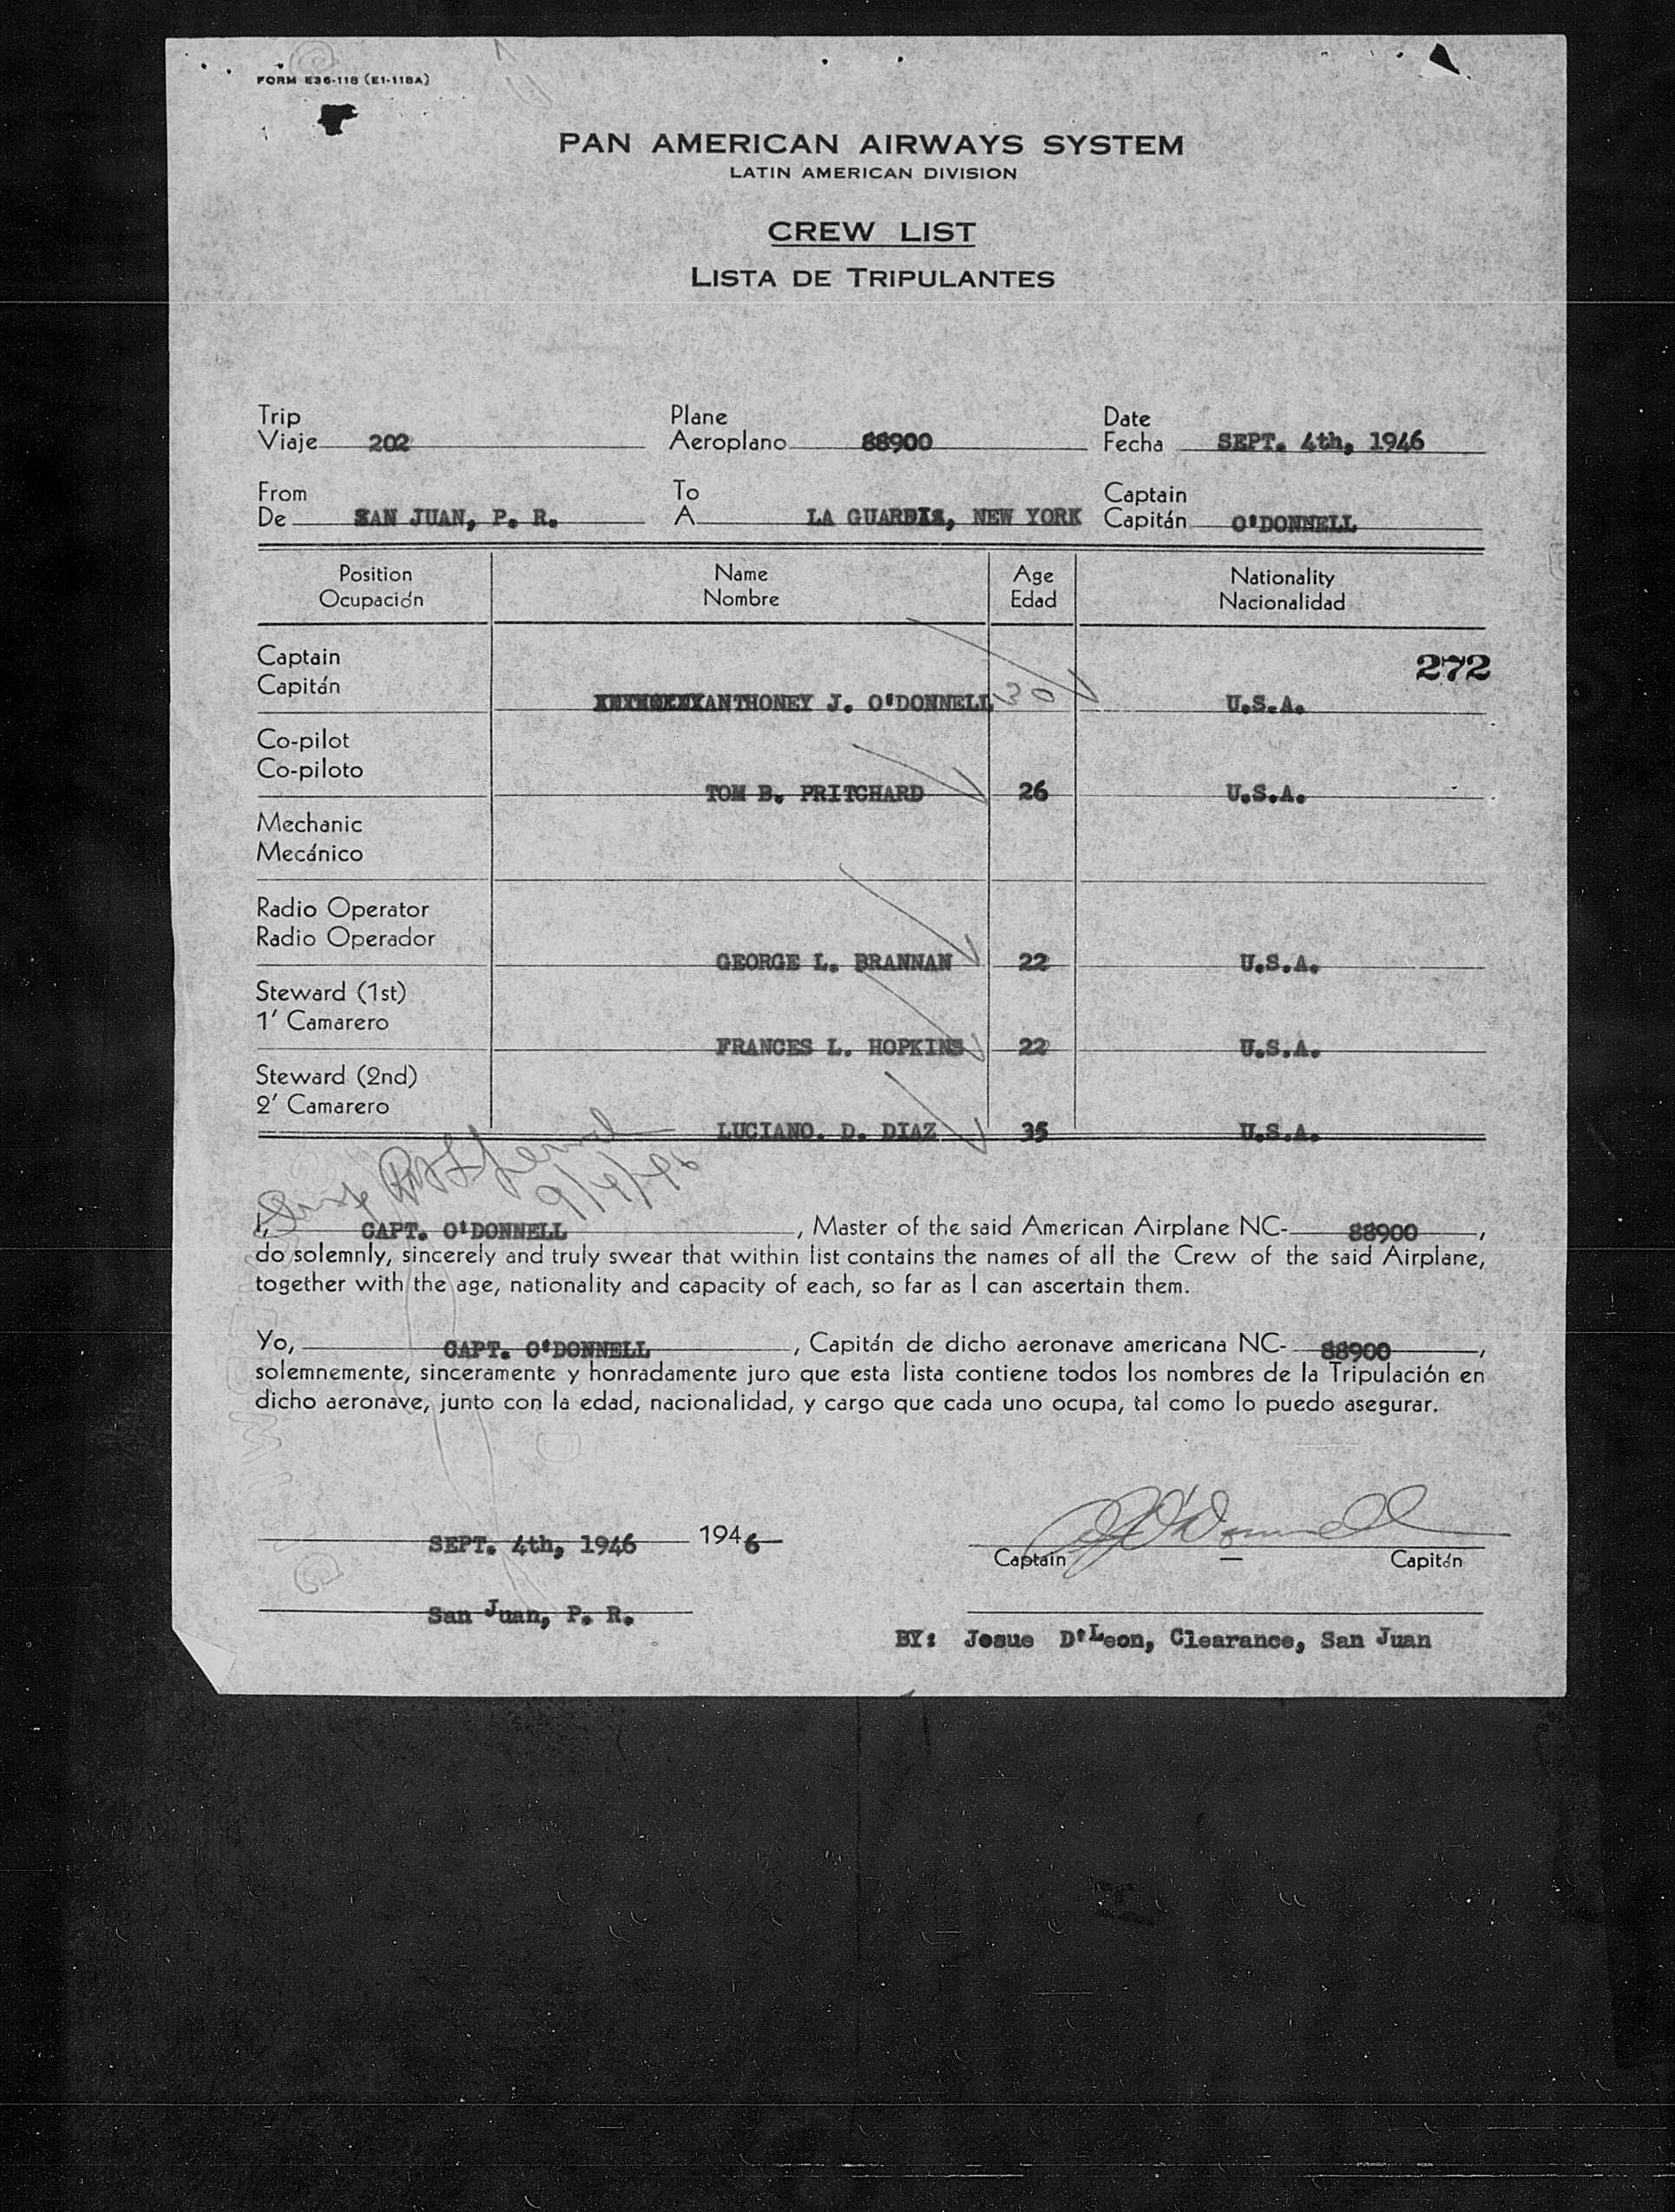 FORM E36-118 (E1-118A)
PAN AMERICAN AIRWAYS SYSTEM
LATIN AMERICAN DIVISION
CREW LIST
LISTA DE TRIPULANTES
Trip Plane Date
Viaje 202 Aeroplano 88900 Fecha SEPT. 4th, 1946
From To Captain
De SAN JUAN, P. R. A LA GUARDIA, NEW YORK Capitán O'DONNELL
Position Name Age Nationality
Ocupación Nombre Edad Nacionalidad
Captain 272
Capitán ANTHONEY J. O'DONNELL 30 U.S.A.
Co-pilot
Co-piloto TOM B. PRITCHARD 26 U.S.A.
Mechanic
Mecánico
Radio Operator
Radio Operador GEORGE L. BRANNAN 22 U.S.A.
Steward (1st)
1' Camarero FRANCES L. HOPKINS 22 U.S.A.
Steward (2nd)
2' Camarero LUCIANO. D. DIAZ 35 U.S.A.
9/4/46
I, CAPT. O'DONNELL, Master of the said American Airplane NC- 88900,
do solemnly, sincerely and truly swear that within list contains the names of all the Crew of the said Airplane,
together with the age, nationality and capacity of each, so far as I can ascertain them.
Yo, CAPT. O'DONNELL, Capitán de dicho aeronave americana NC- 88900,
solemnemente, sinceramente y honradamente juro que esta lista contiene todos los nombres de la Tripulación en
dicho aeronave, junto con la edad, nacionalidad, y cargo que cada uno ocupa, tal como lo puedo asegurar.
SEPT. 4th, 1946 1946 O'Donnell
Captain — Capitán
San Juan, P. R.
BY: Josue D'Leon, Clearance, San Juan